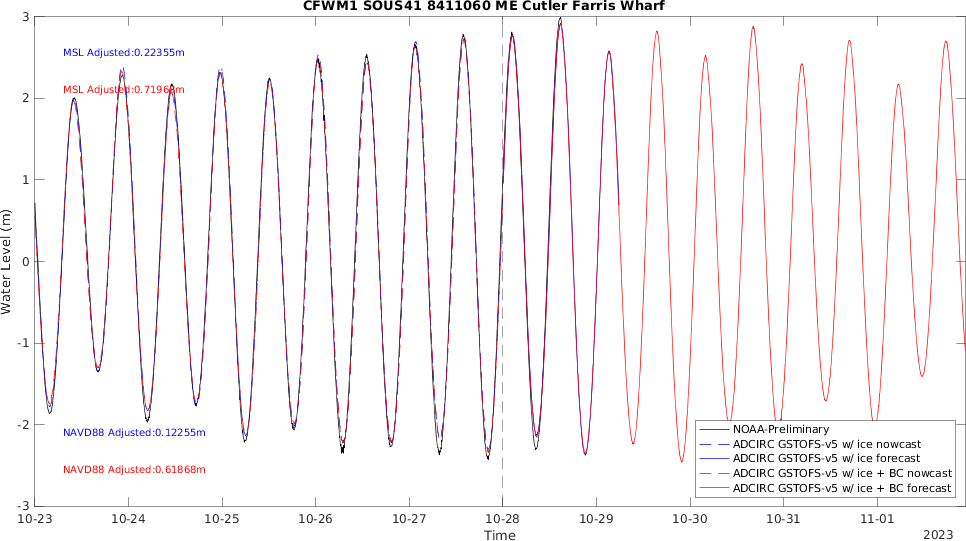 CFWM1 SOUS41 8411060 ME Cutler Farris Wharf
3
MSL Adjusted:0.22355m
2
1
0
-1
-2
NAVD88 Adjusted:0.12255m
NAVD88 Adjusted:0.61868m
-3
Water Level (m)
NOAA-Preliminary
ADCIRC GSTOFS-v5 w/ ice nowcast
ADCIRC GSTOFS-v5 w/ ice forecast
ADCIRC GSTOFS-v5 w/ ice + BC nowcast
ADCIRC GSTOFS-v5 w/ ice + BC forecast
10-23 10-24 10-25 10-26 10-27 10-28 10-29 10-30 10-31 11-01
Time
2023
MSL Adjusted: